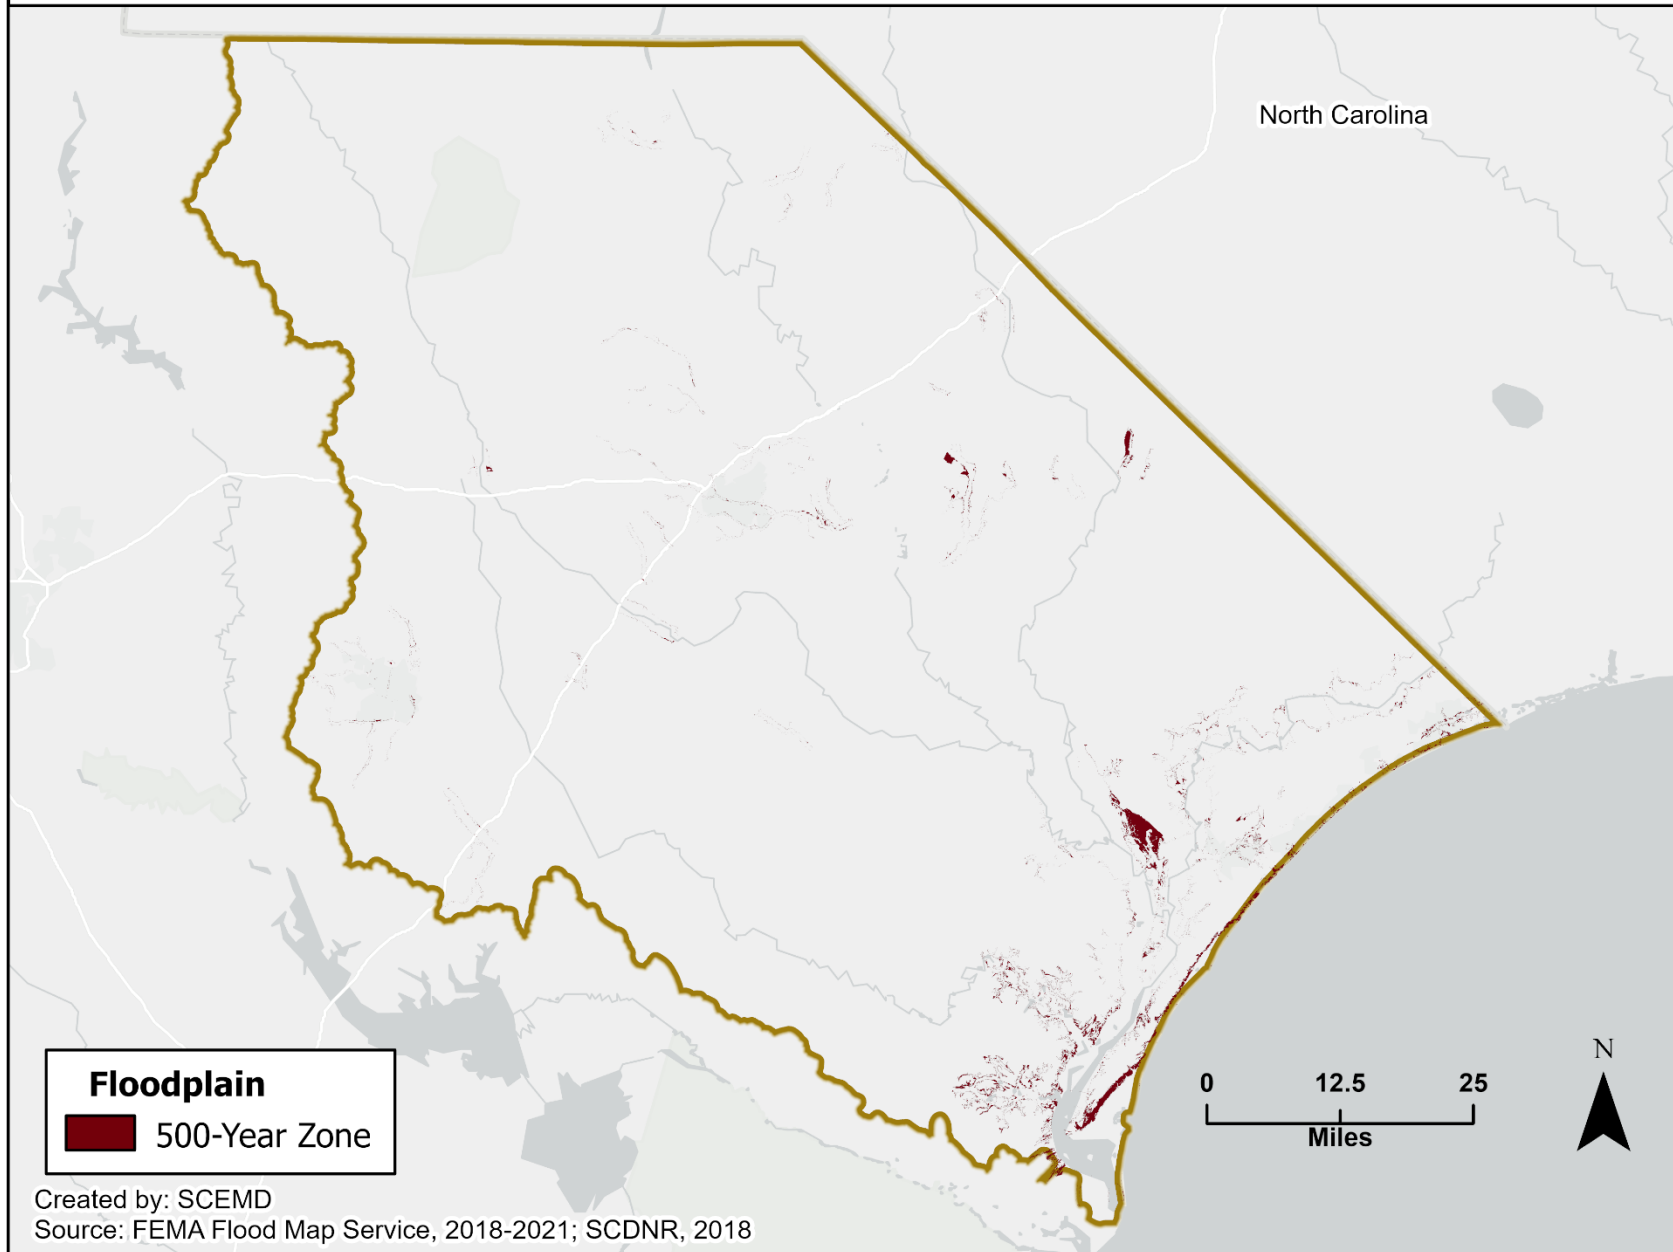 North Carolina
Floodplain
500-Year Zone
N
0 12.5 25
Miles
Created by: SCEMD
Source: FEMA Flood Map Service, 2018-2021; SCDNR, 2018